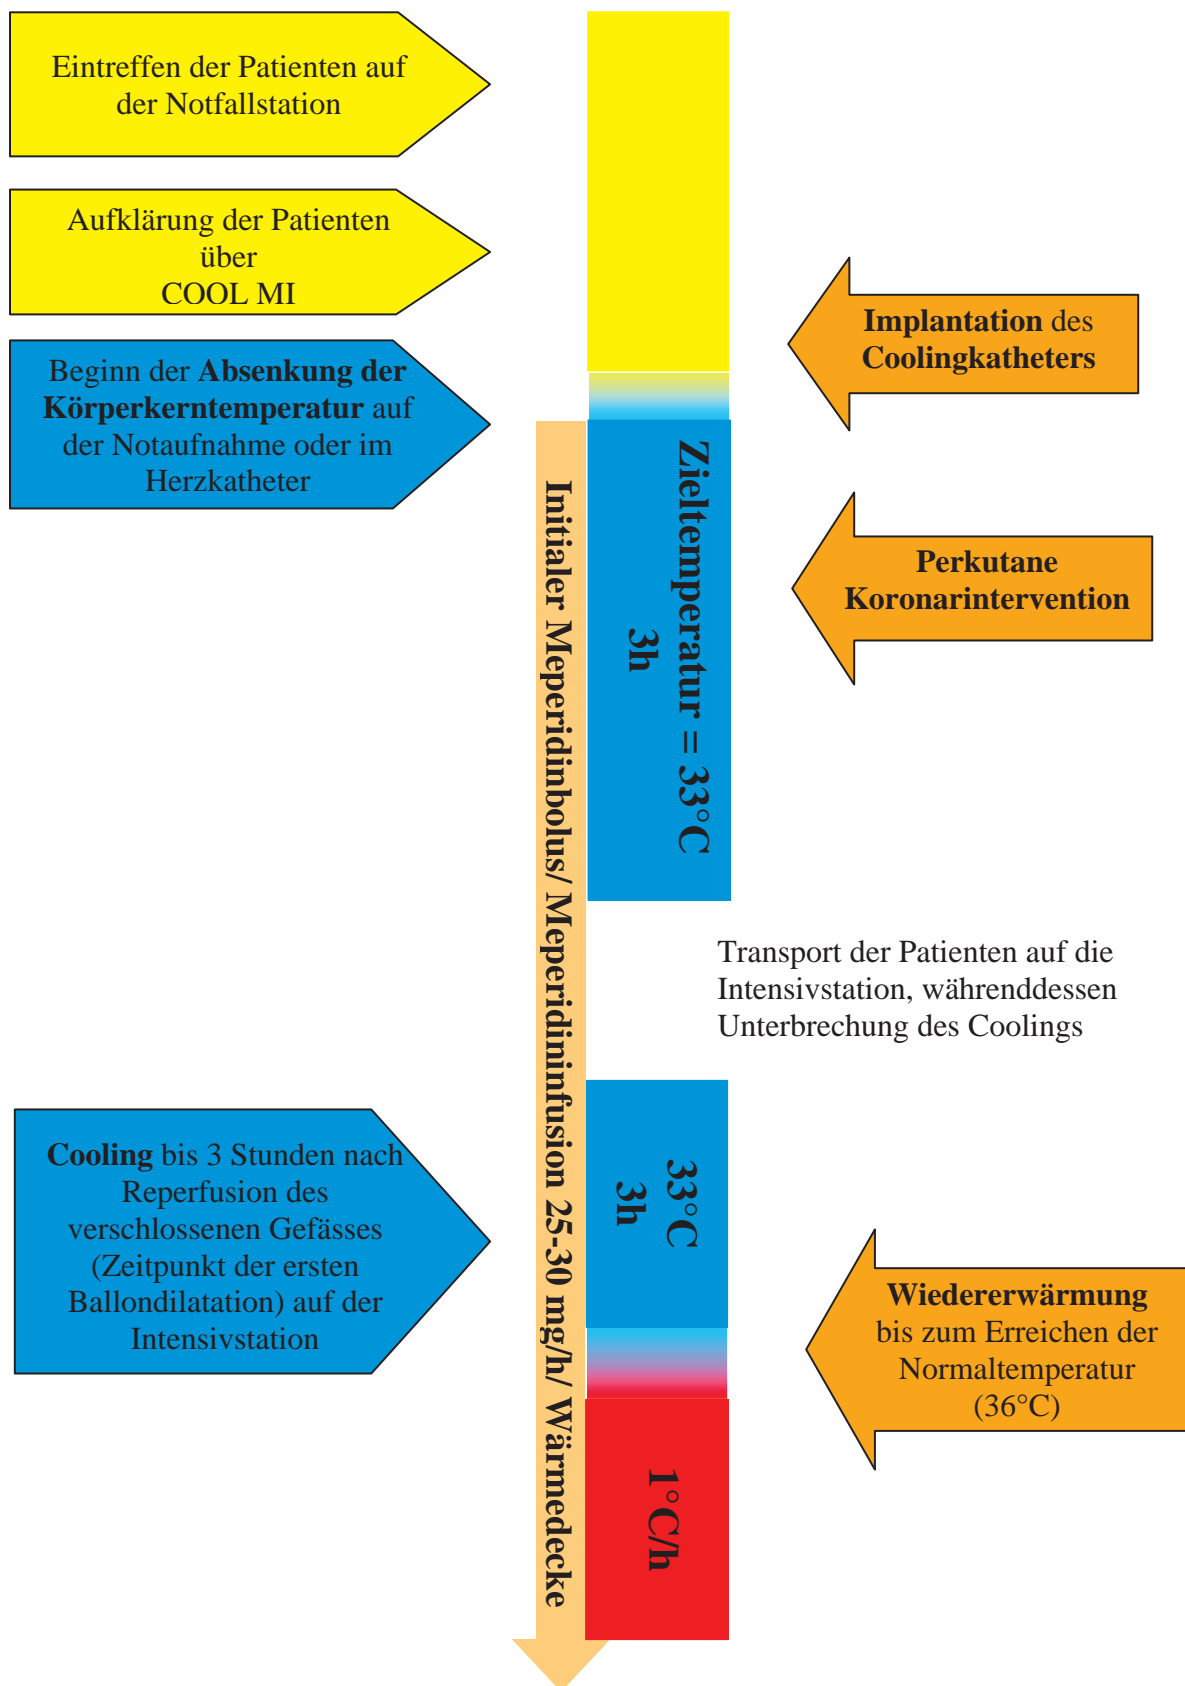 Eintreffen der Patienten auf
der Notfallstation
Aufklärung der Patienten
über
COOL MI
Implantation des
Coolingkatheters
Beginn der Absenkung der
Körperkerntemperatur auf
der Notaufnahme oder im
Herzkatheter
Zieltemperatur = 33°C
3h
Initialer Meperidinbolus/ Meperidininfusion 25-30 mg/h/ Wärmedecke
Perkutane
Koronarintervention
Transport der Patienten auf die
Intensivstation, währenddessen
Unterbrechung des Coolings
Cooling bis 3 Stunden nach
Reperfusion des
verschlossenen Gefässes
(Zeitpunkt der ersten
Ballondilatation) auf der
Intensivstation
33°C
3h
Wiedererwärmung
bis zum Erreichen der
Normaltemperatur
(36°C)
1°C/h